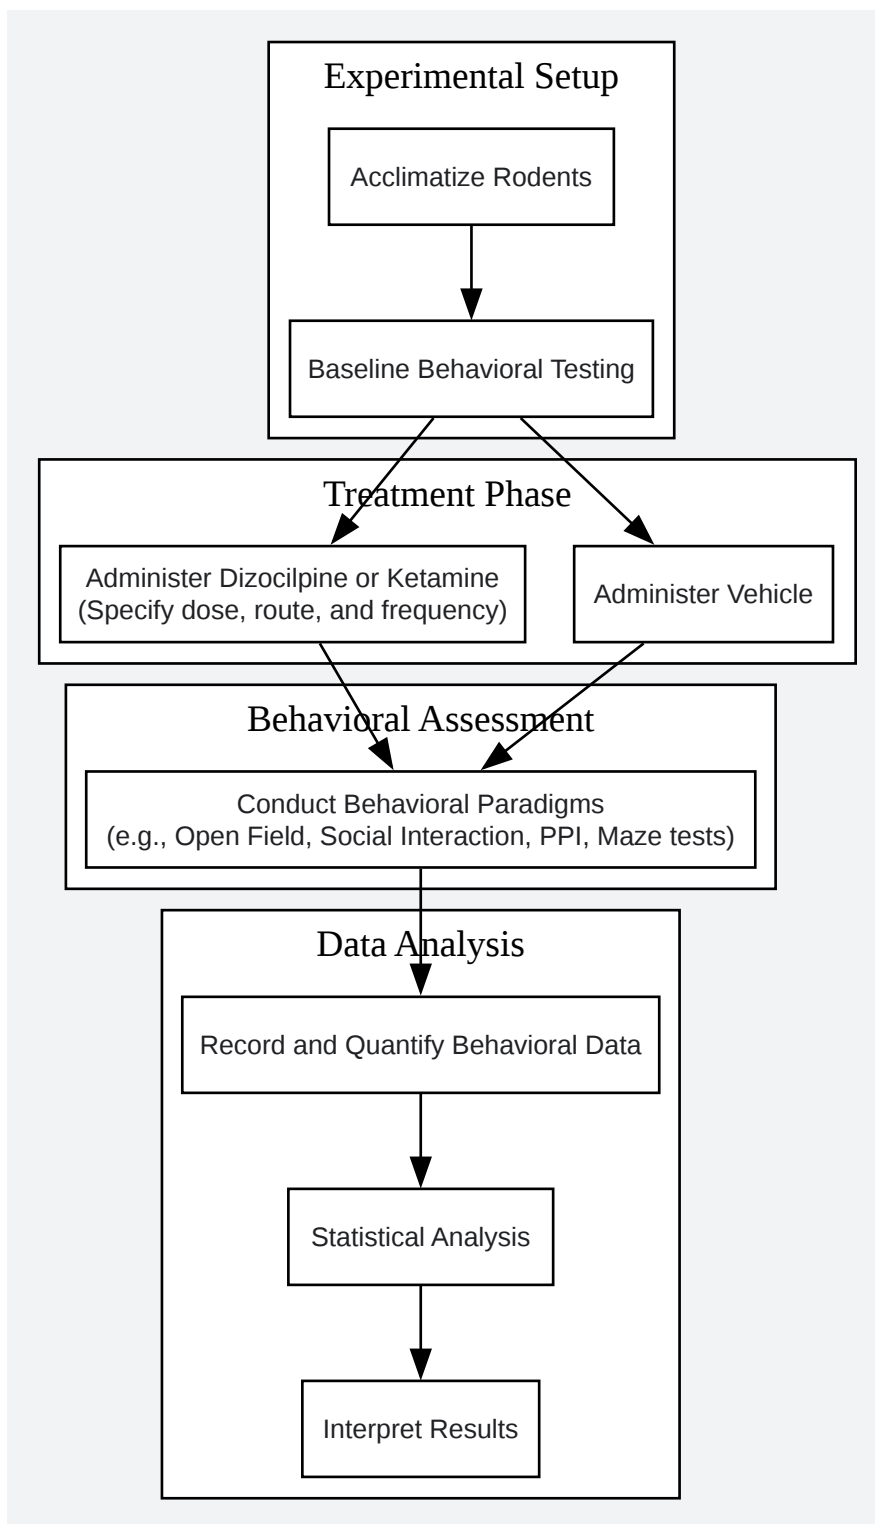 Experimental Setup
Acclimatize Rodents
Baseline Behavioral Testing
Treatment Phase
Administer Dizocilpine or Ketamine
(Specify dose, route, and frequency)
Administer Vehicle
Behavioral Assessment
Conduct Behavioral Paradigms
(e.g., Open Field, Social Interaction, PPI, Maze tests)
Data Analysis
Record and Quantify Behavioral Data
Statistical Analysis
Interpret Results